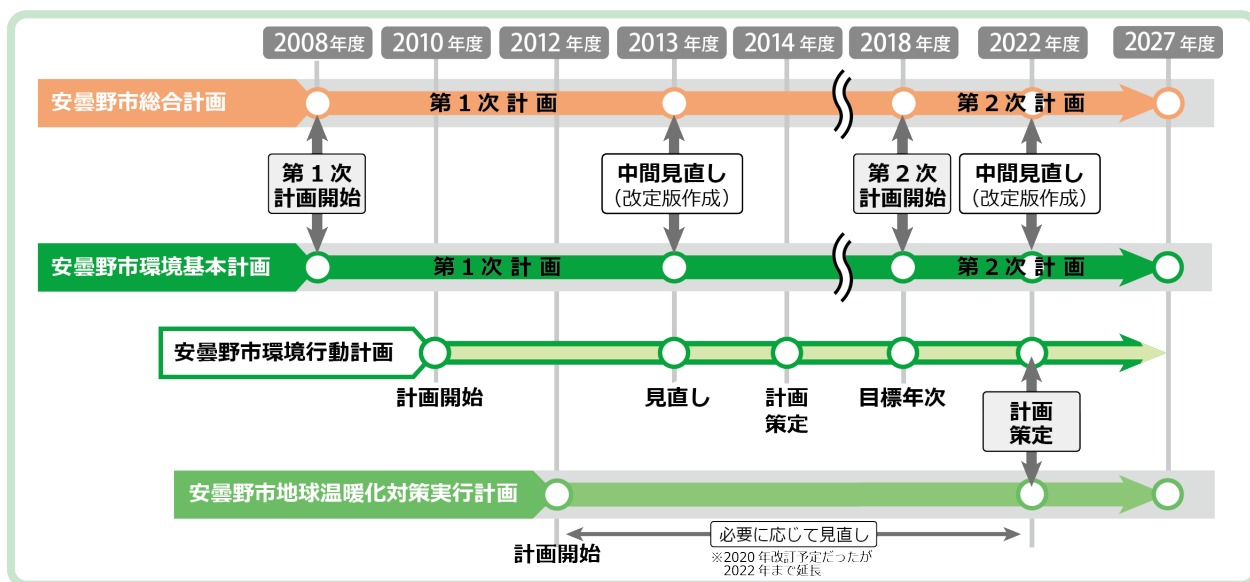 2008年度 2010年度 2012年度 2013年度 2014年度 2018年度 2022年度 2027年度
安曇野市総合計画 第1次計画 第2次計画
第1次
計画開始
中間見直し
（改定版作成）
第2次
計画開始
中間見直し
（改定版作成）
安曇野市環境基本計画 第1次計画 第2次計画
安曇野市環境行動計画
計画開始
見直し
計画
策定
目標年次
計画
策定
安曇野市地球温暖化対策実行計画
計画開始
必要に応じて見直し
※2020年改訂予定だったが
2022年まで延長